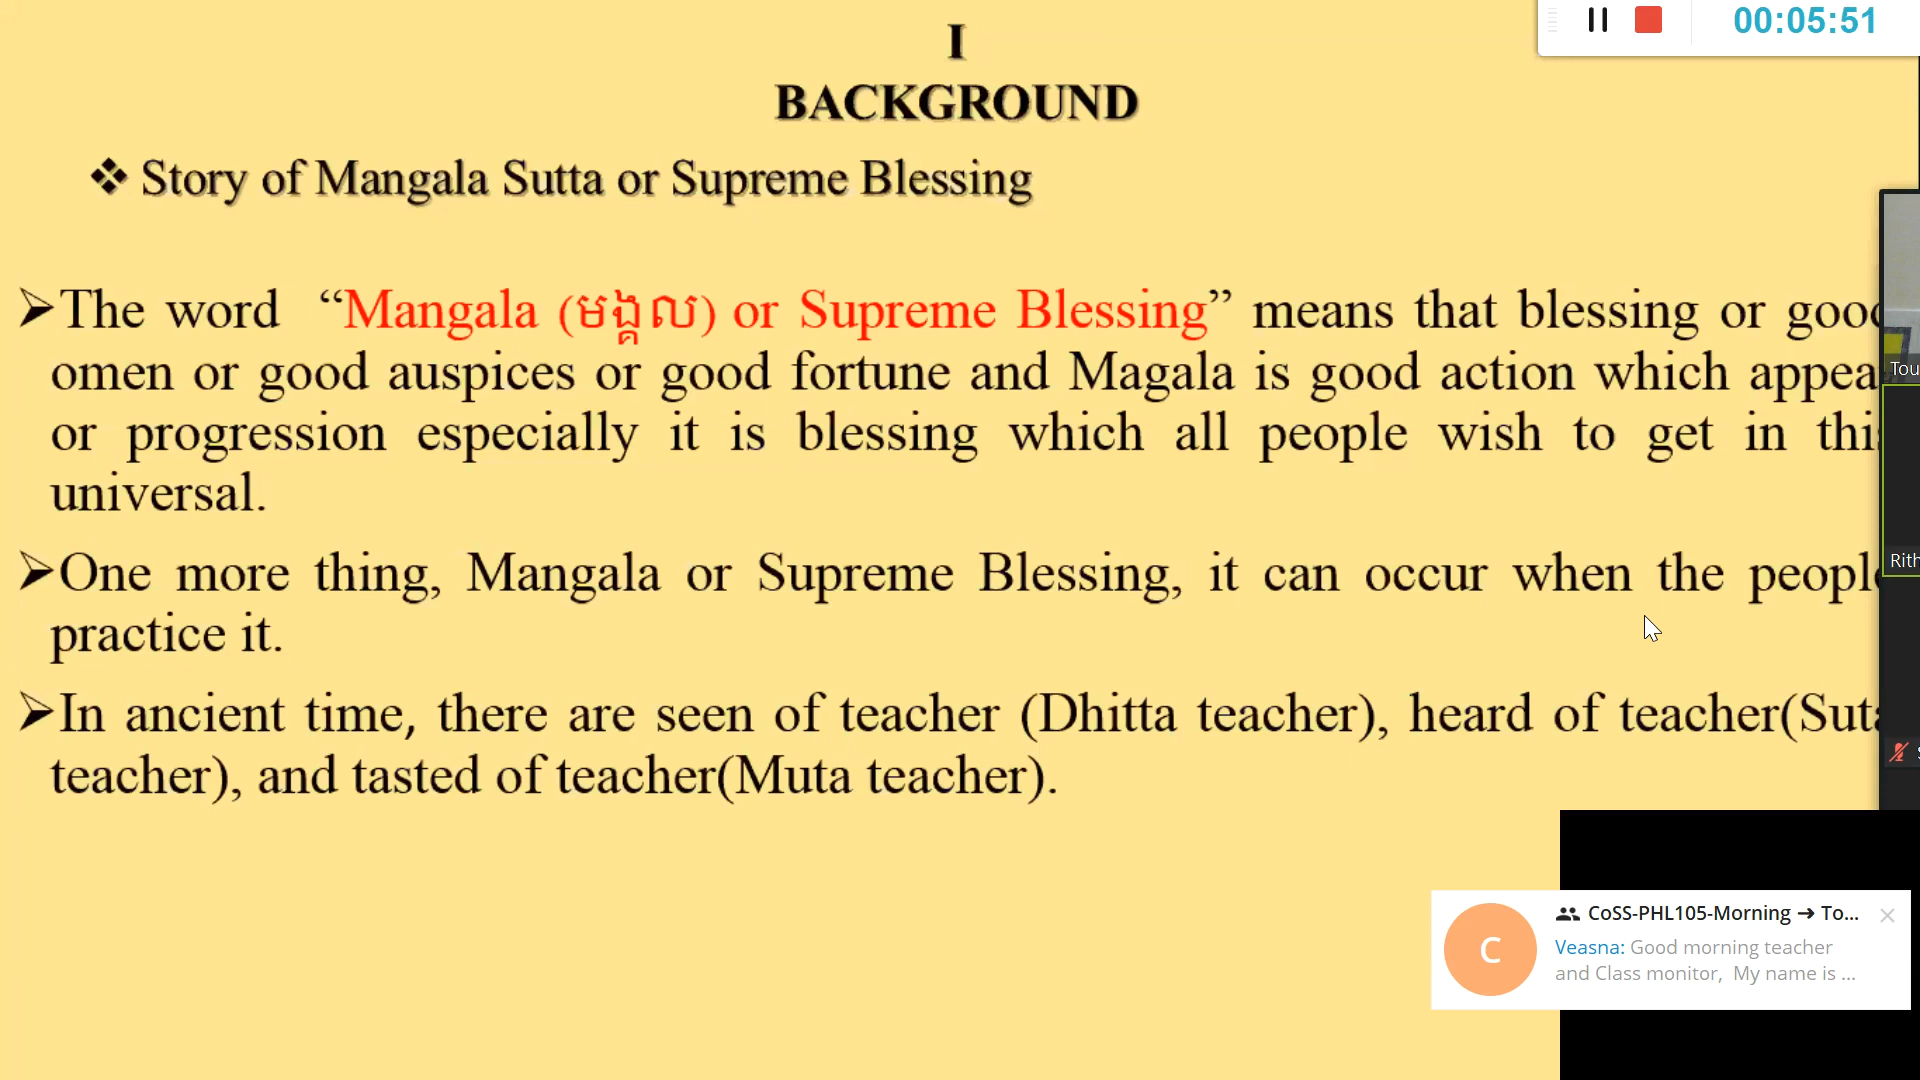 I
00:05:51
BACKGROUND
❖ Story of Mangala Sutta or Supreme Blessing
➢The word “Mangala (មង្គល) or Supreme Blessing” means that blessing or good
omen or good auspices or good fortune and Magala is good action which appear
or progression especially it is blessing which all people wish to get in this
universal.
➢One more thing, Mangala or Supreme Blessing, it can occur when the people
practice it.
➢In ancient time, there are seen of teacher (Dhitta teacher), heard of teacher(Suta
teacher), and tasted of teacher(Muta teacher).
Tou
Rith
CoSS-PHL105-Morning ➔ To...
C
Veasna: Good morning teacher
and Class monitor, My name is ...